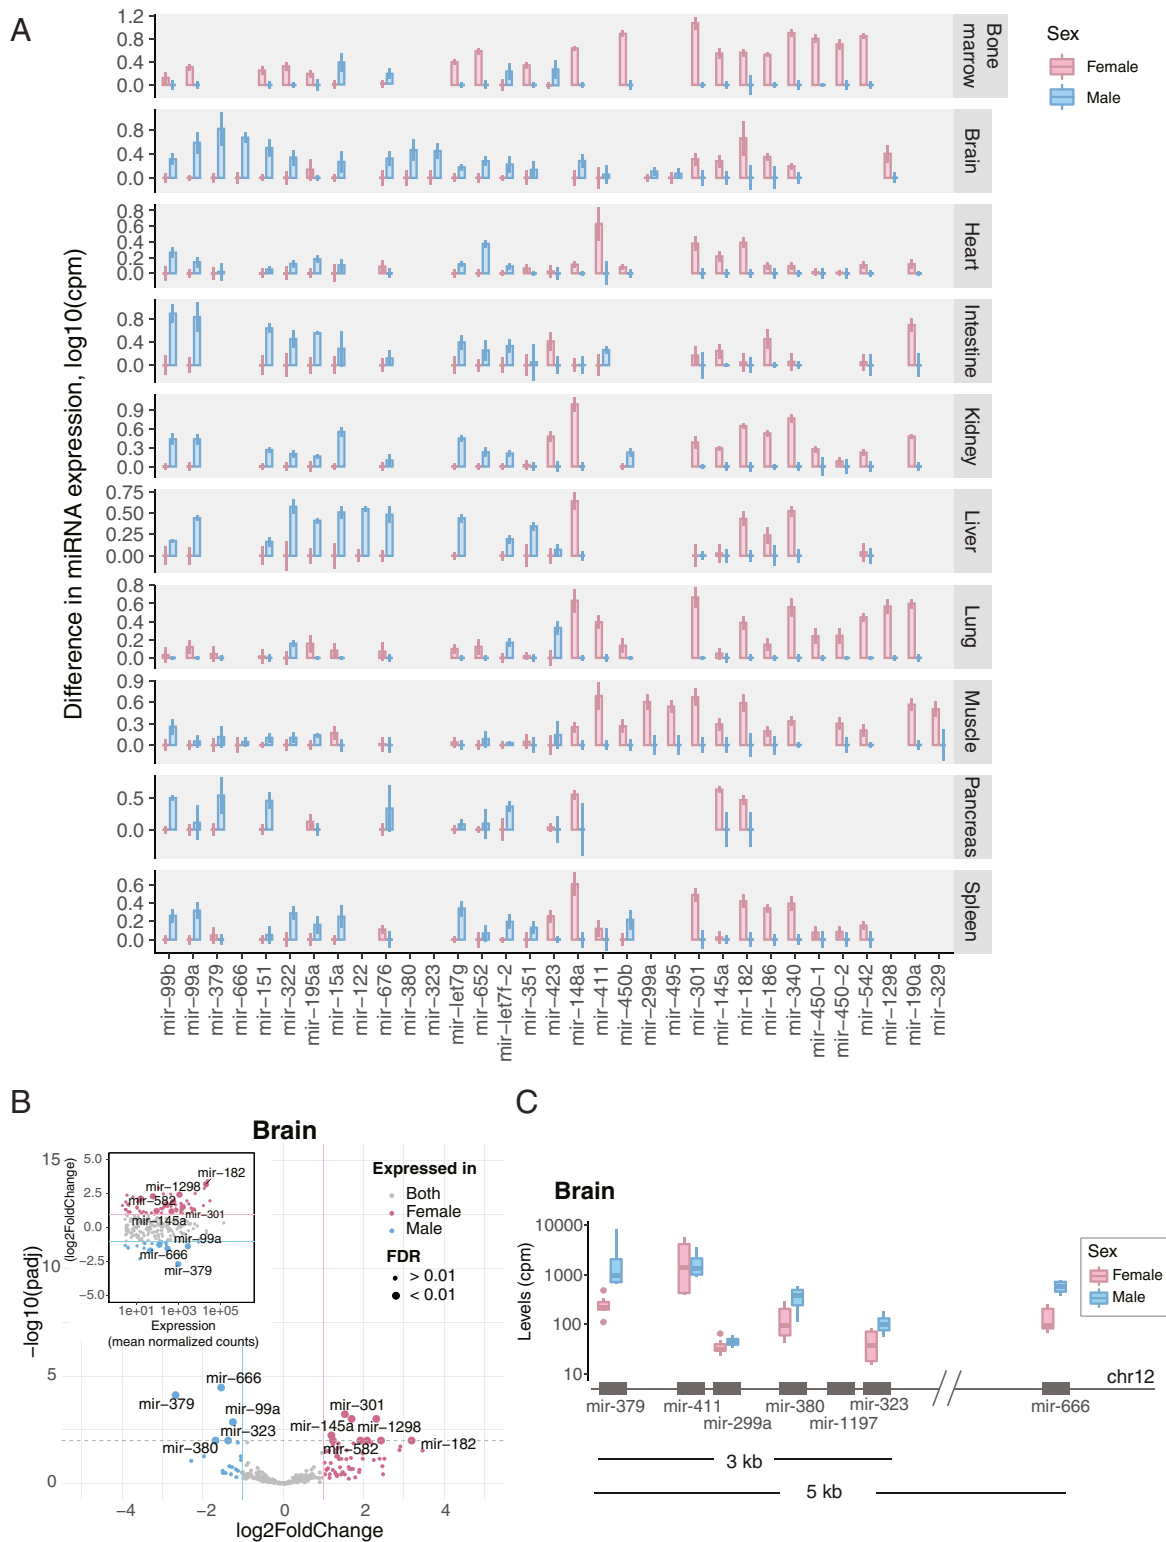 A
Difference in miRNA expression, log10(cpm)
1.2
0.8
0.4
0.0
Bone marrow
0.8
0.4
0.0
Brain
0.8
0.6
0.4
0.2
0.0
Heart
0.8
0.4
0.0
Intestine
0.9
0.6
0.3
0.0
Kidney
0.75
0.50
0.25
0.00
Liver
0.8
0.6
0.4
0.2
0.0
Lung
0.9
0.6
0.3
0.0
Muscle
0.5
0.0
Pancreas
0.6
0.4
0.2
0.0
Spleen
Sex
Female
Male
mir−99b
mir−99a
mir−379
mir−666
mir−151
mir−322
mir−195a
mir−15a
mir−122
mir−676
mir−380
mir−323
mir−let7g
mir−652
mir−let7f−2
mir−351
mir−423
mir−148a
mir−411
mir−450b
mir−299a
mir−495
mir−301
mir−145a
mir−182
mir−186
mir−340
mir−450−1
mir−450−2
mir−542
mir−1298
mir−190a
mir−329
B
Brain
−log10(padj)
15
10
5
0
−4
−2
0
2
4
log2FoldChange
(log2FoldChange)
5.0
2.5
0.0
−2.5
−5.0
1e+01
1e+03
1e+05
Expression
(mean normalized counts)
mir−182
mir−1298
mir−582
mir−145a
mir−301
mir−99a
mir−666
mir−379
Expressed in
Both
Female
Male
FDR
> 0.01
< 0.01
mir−666
mir−379
mir−99a
mir−323
mir−380
mir−301
mir−145a
mir−1298
mir−582
mir−182
C
Brain
Levels (cpm)
10000
1000
100
10
Sex
Female
Male
chr12
mir−379
mir−411
mir−299a
mir−380
mir−1197
mir−323
mir−666
3 kb
5 kb